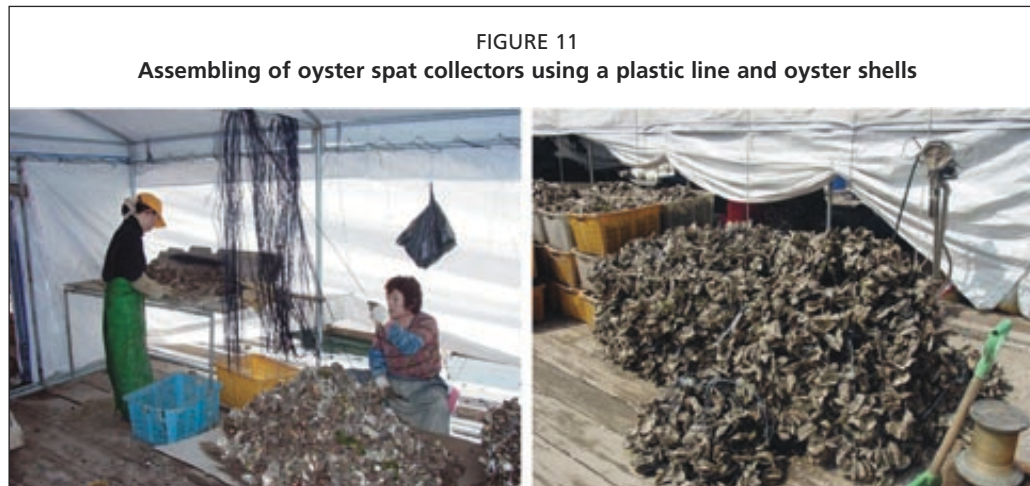 FIGURE 11
Assembling of oyster spat collectors using a plastic line and oyster shells